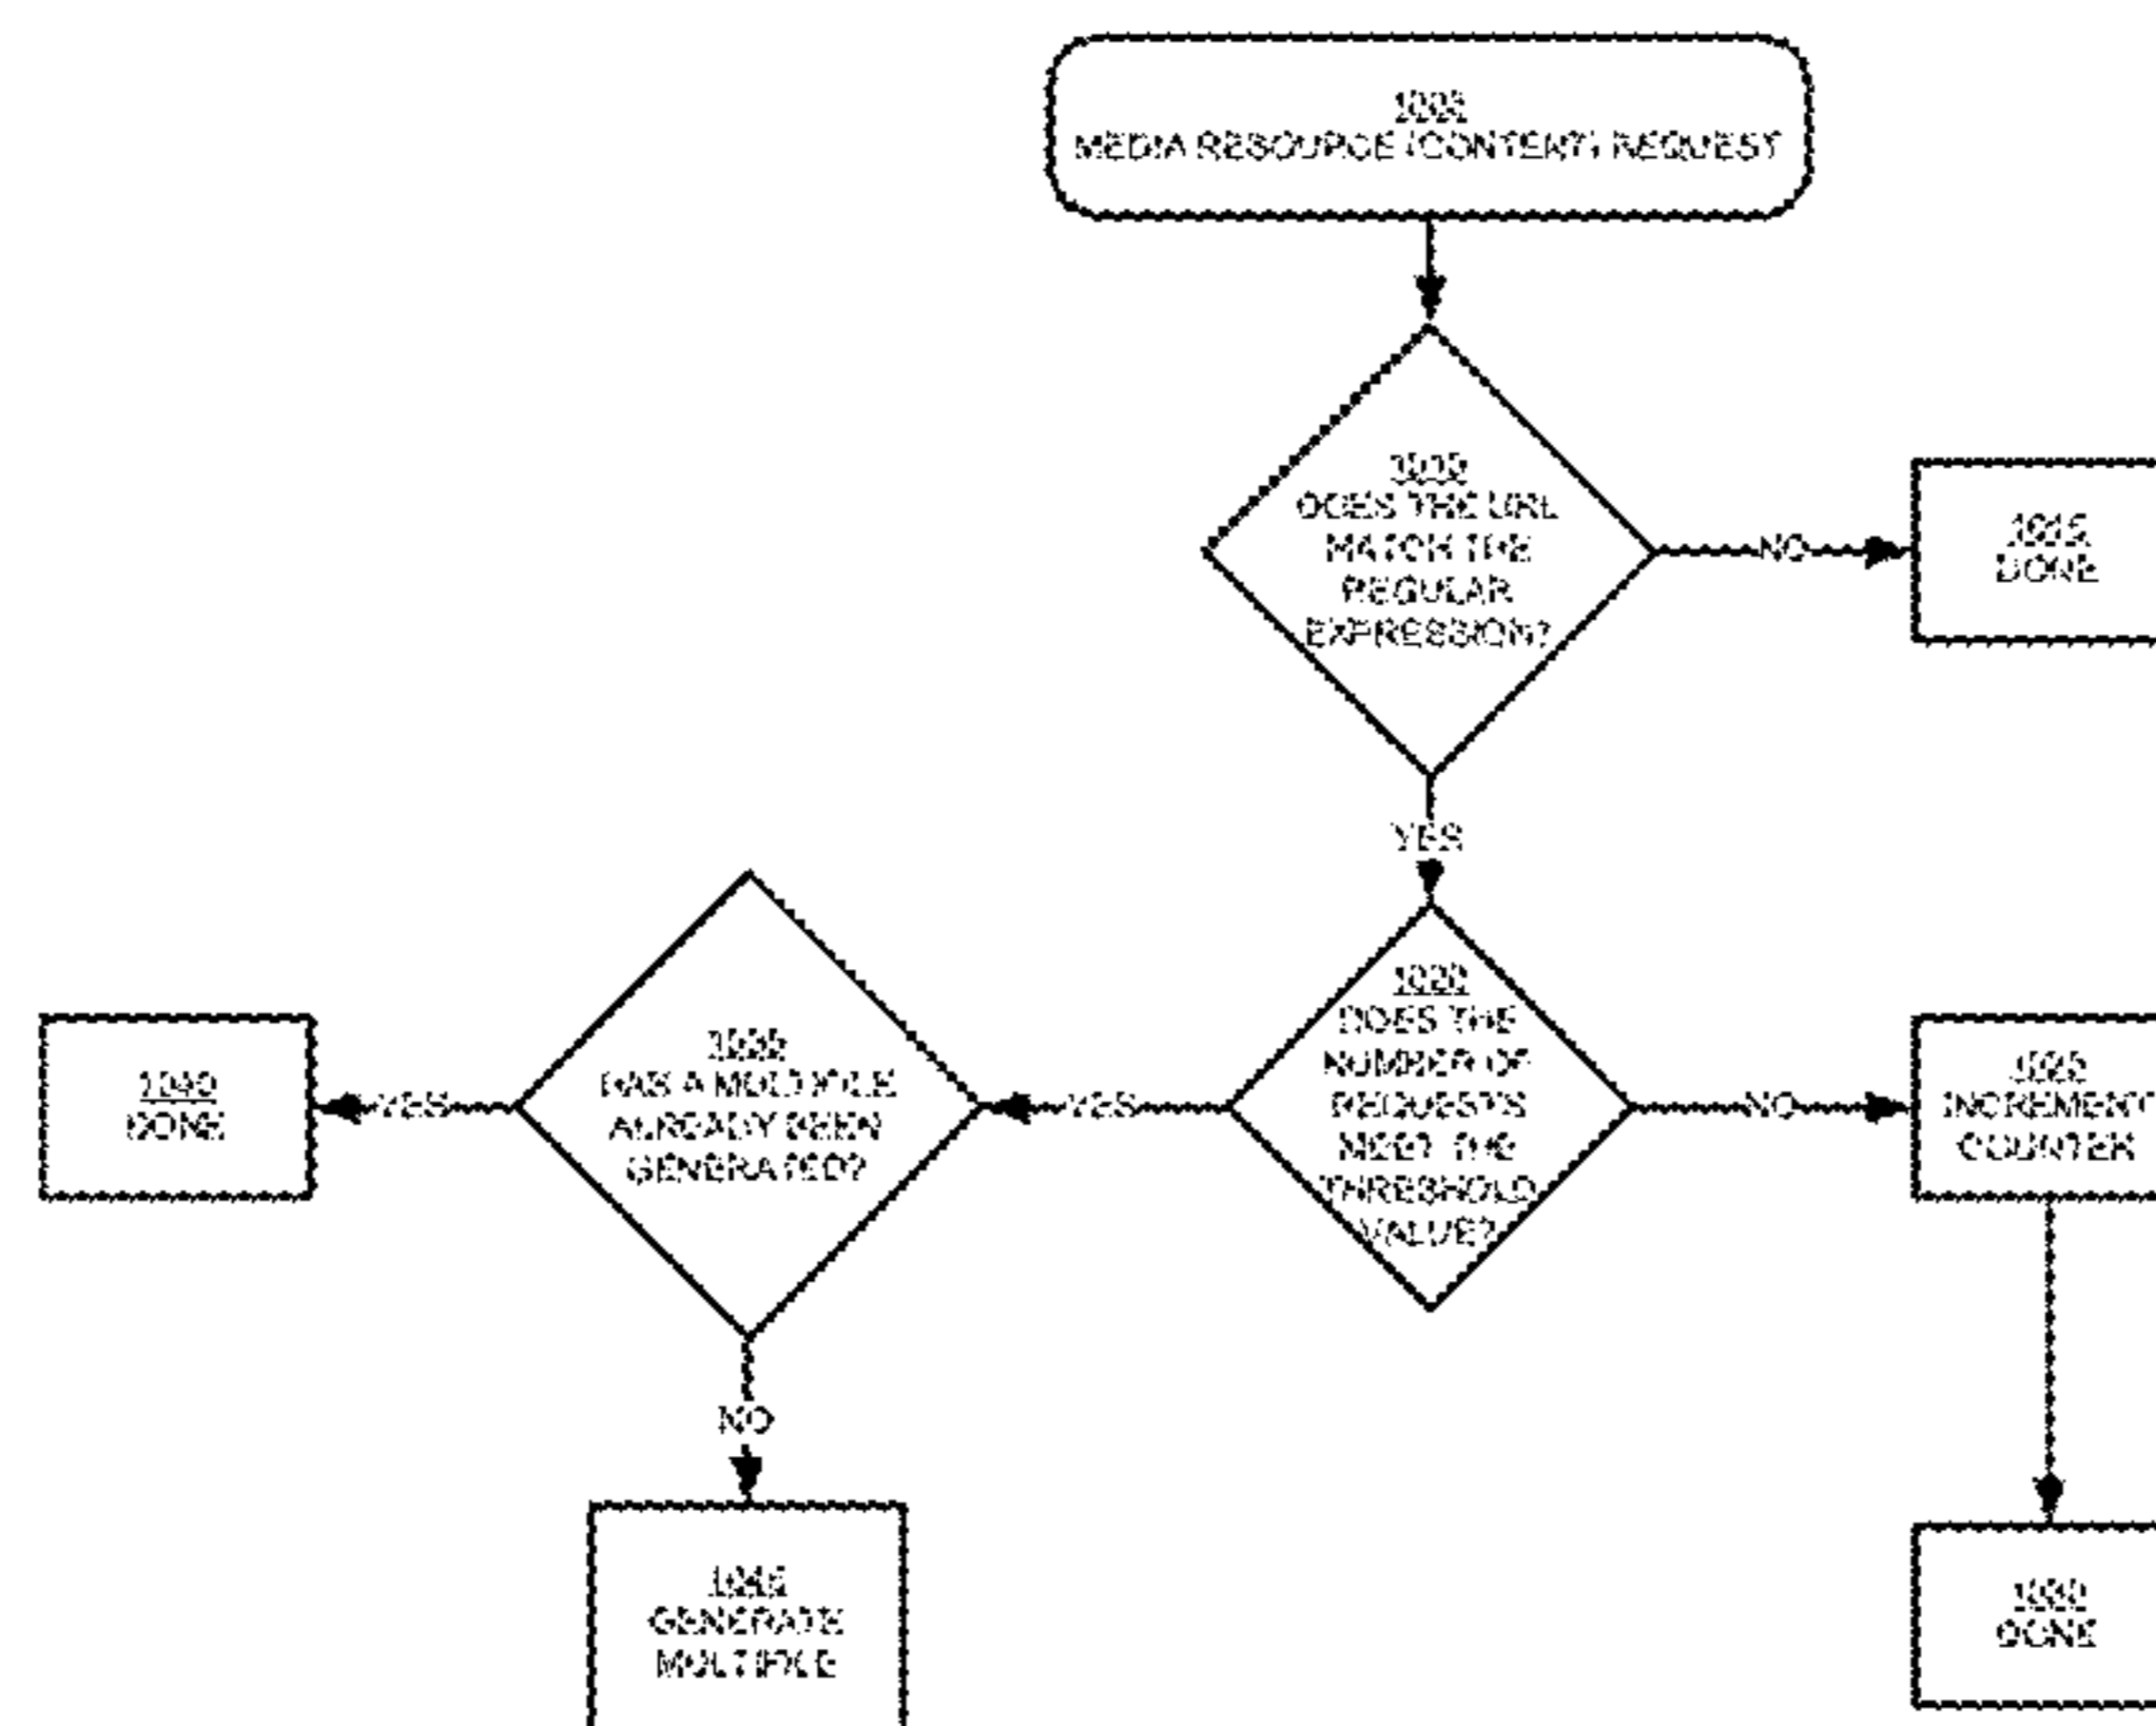 1005
MEDIA RESOURCE (CONTENT) REQUEST
1010
DOES THE URL
MATCH THE
REGULAR
EXPRESSION?
NO
1015
DONE
YES
1020
DOES THE
NUMBER OF
REQUESTS
MEET THE
THRESHOLD
VALUE?
NO
1025
INCREMENT
COUNTER
YES
1035
HAS A MULTIPLE
ALREADY BEEN
GENERATED?
YES
1040
DONE
NO
1045
GENERATE
MULTIPLE
1030
DONE